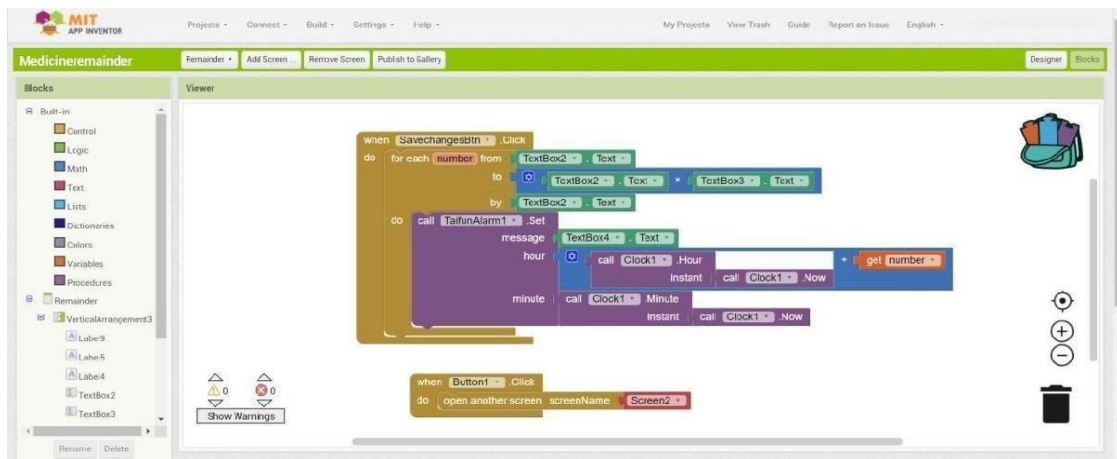 MIT
APP INVENTOR
Projects Connect Build Settings Help My Projects View Trash Guide Report an Issue English
Medicineremainder Remainder Add Screen ... Remove Screen Publish to Gallery Designer Blocks
Blocks Viewer
Built-in
Control
Logic
Math
Text
Lists
Dictionaries
Colors
Variables
Procedures
Remainder
VerticalArrangement3
Label9
Label5
Label4
TextBox2
TextBox3
Rename Delete
when SavechangesBtn .Click
do for each number from TextBox2 . Text
to TextBox2 . Text × TextBox3 . Text
by TextBox2 . Text
do call TaifunAlarm1 .Set
message TextBox4 . Text
hour call Clock1 .Hour + get number
instant call Clock1 .Now
minute call Clock1 Minute
instant call Clock1 .Now
when Button1 .Click
do open another screen screenName Screen2
0 0
Show Warnings